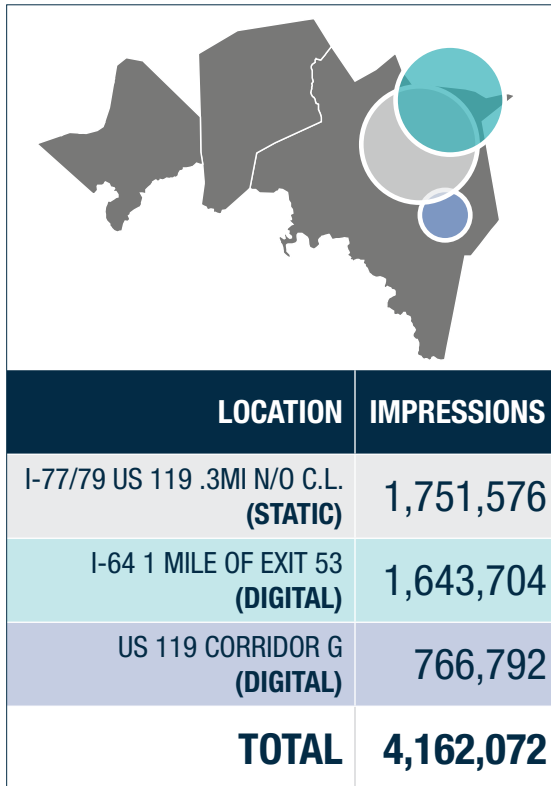 LOCATION IMPRESSIONS
I-77/79 US 119 .3MI N/O C.L.
(STATIC) 1,751,576
I-64 1 MILE OF EXIT 53
(DIGITAL) 1,643,704
US 119 CORRIDOR G
(DIGITAL) 766,792
TOTAL 4,162,072